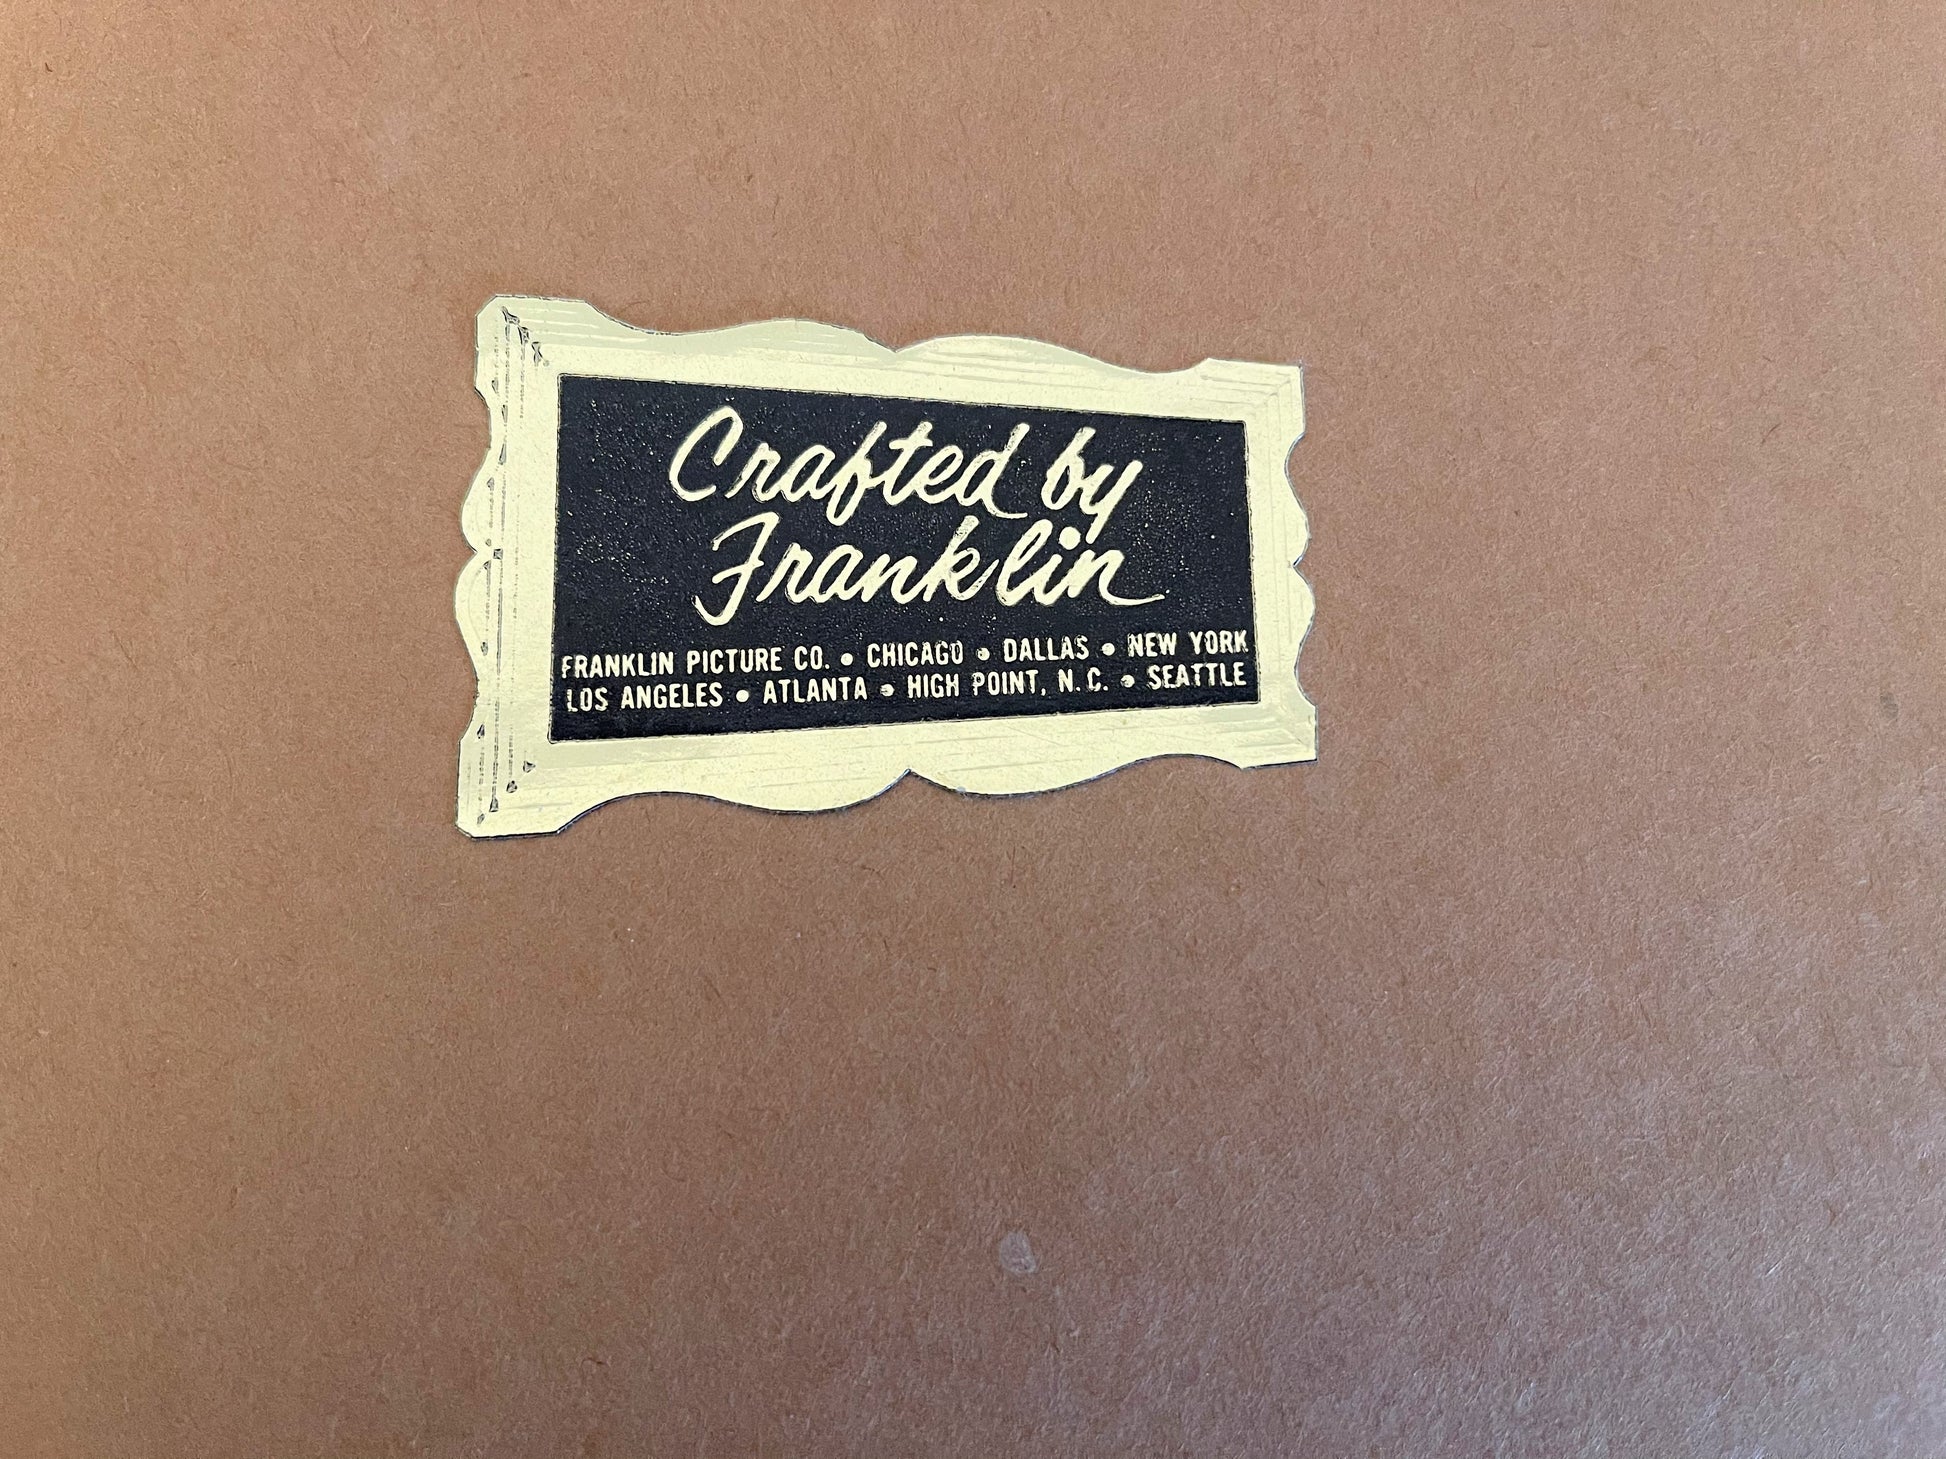 Crafted by
Franklin
FRANKLIN PICTURE CO. • CHICAGO • DALLAS • NEW YORK
LOS ANGELES • ATLANTA • HIGH POINT, N. C. • SEATTLE